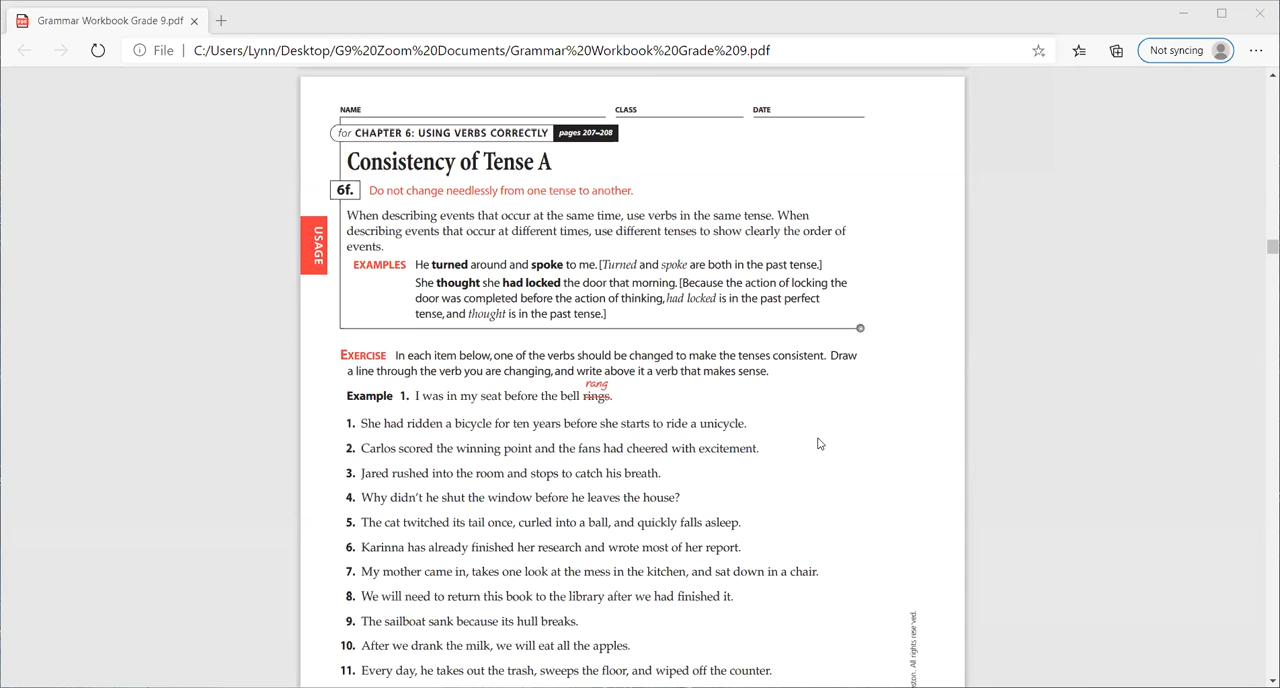 Grammar Workbook Grade 9.pdf
File | C:/Users/Lynn/Desktop/G9%20Zoom%20Documents/Grammar%20Workbook%20Grade%209.pdf
Not syncing
NAME CLASS DATE
for CHAPTER 6: USING VERBS CORRECTLY pages 207–208
Consistency of Tense A
6f. Do not change needlessly from one tense to another.
USAGE
When describing events that occur at the same time, use verbs in the same tense. When
describing events that occur at different times, use different tenses to show clearly the order of
events.
EXAMPLES He turned around and spoke to me. [Turned and spoke are both in the past tense.]
She thought she had locked the door that morning. [Because the action of locking the
door was completed before the action of thinking, had locked is in the past perfect
tense, and thought is in the past tense.]
EXERCISE In each item below, one of the verbs should be changed to make the tenses consistent. Draw
a line through the verb you are changing, and write above it a verb that makes sense.
rang
Example 1. I was in my seat before the bell rings.
1. She had ridden a bicycle for ten years before she starts to ride a unicycle.
2. Carlos scored the winning point and the fans had cheered with excitement.
3. Jared rushed into the room and stops to catch his breath.
4. Why didn't he shut the window before he leaves the house?
5. The cat twitched its tail once, curled into a ball, and quickly falls asleep.
6. Karinna has already finished her research and wrote most of her report.
7. My mother came in, takes one look at the mess in the kitchen, and sat down in a chair.
8. We will need to return this book to the library after we had finished it.
9. The sailboat sank because its hull breaks.
10. After we drank the milk, we will eat all the apples.
11. Every day, he takes out the trash, sweeps the floor, and wiped off the counter.
All rights reserved.